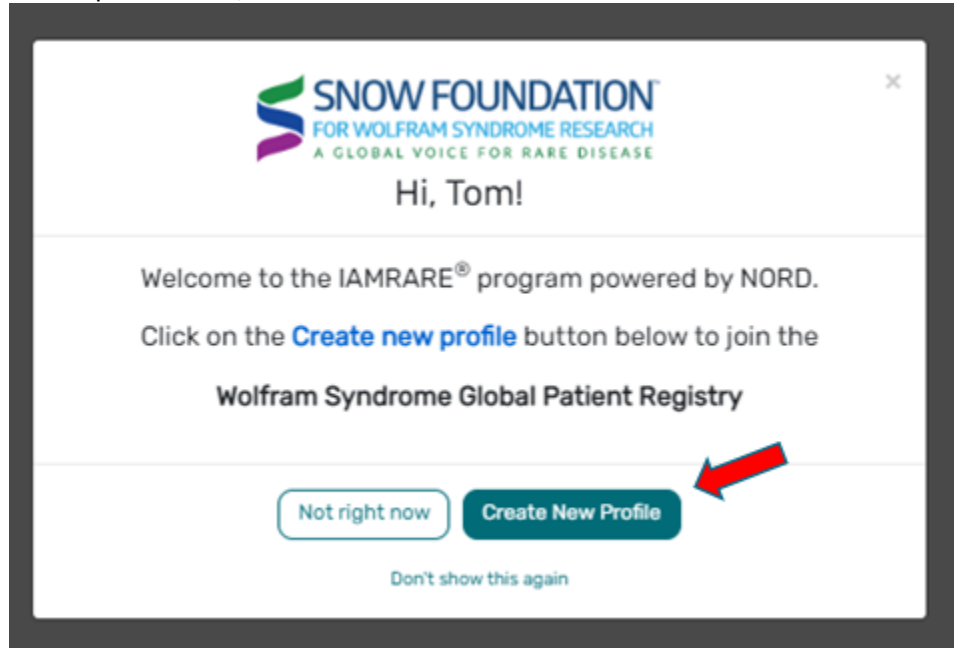 SNOW FOUNDATION™
FOR WOLFRAM SYNDROME RESEARCH
A GLOBAL VOICE FOR RARE DISEASE
×
Hi, Tom!
Welcome to the IAMRARE® program powered by NORD.
Click on the Create new profile button below to join the
Wolfram Syndrome Global Patient Registry
Not right now Create New Profile
Don't show this again